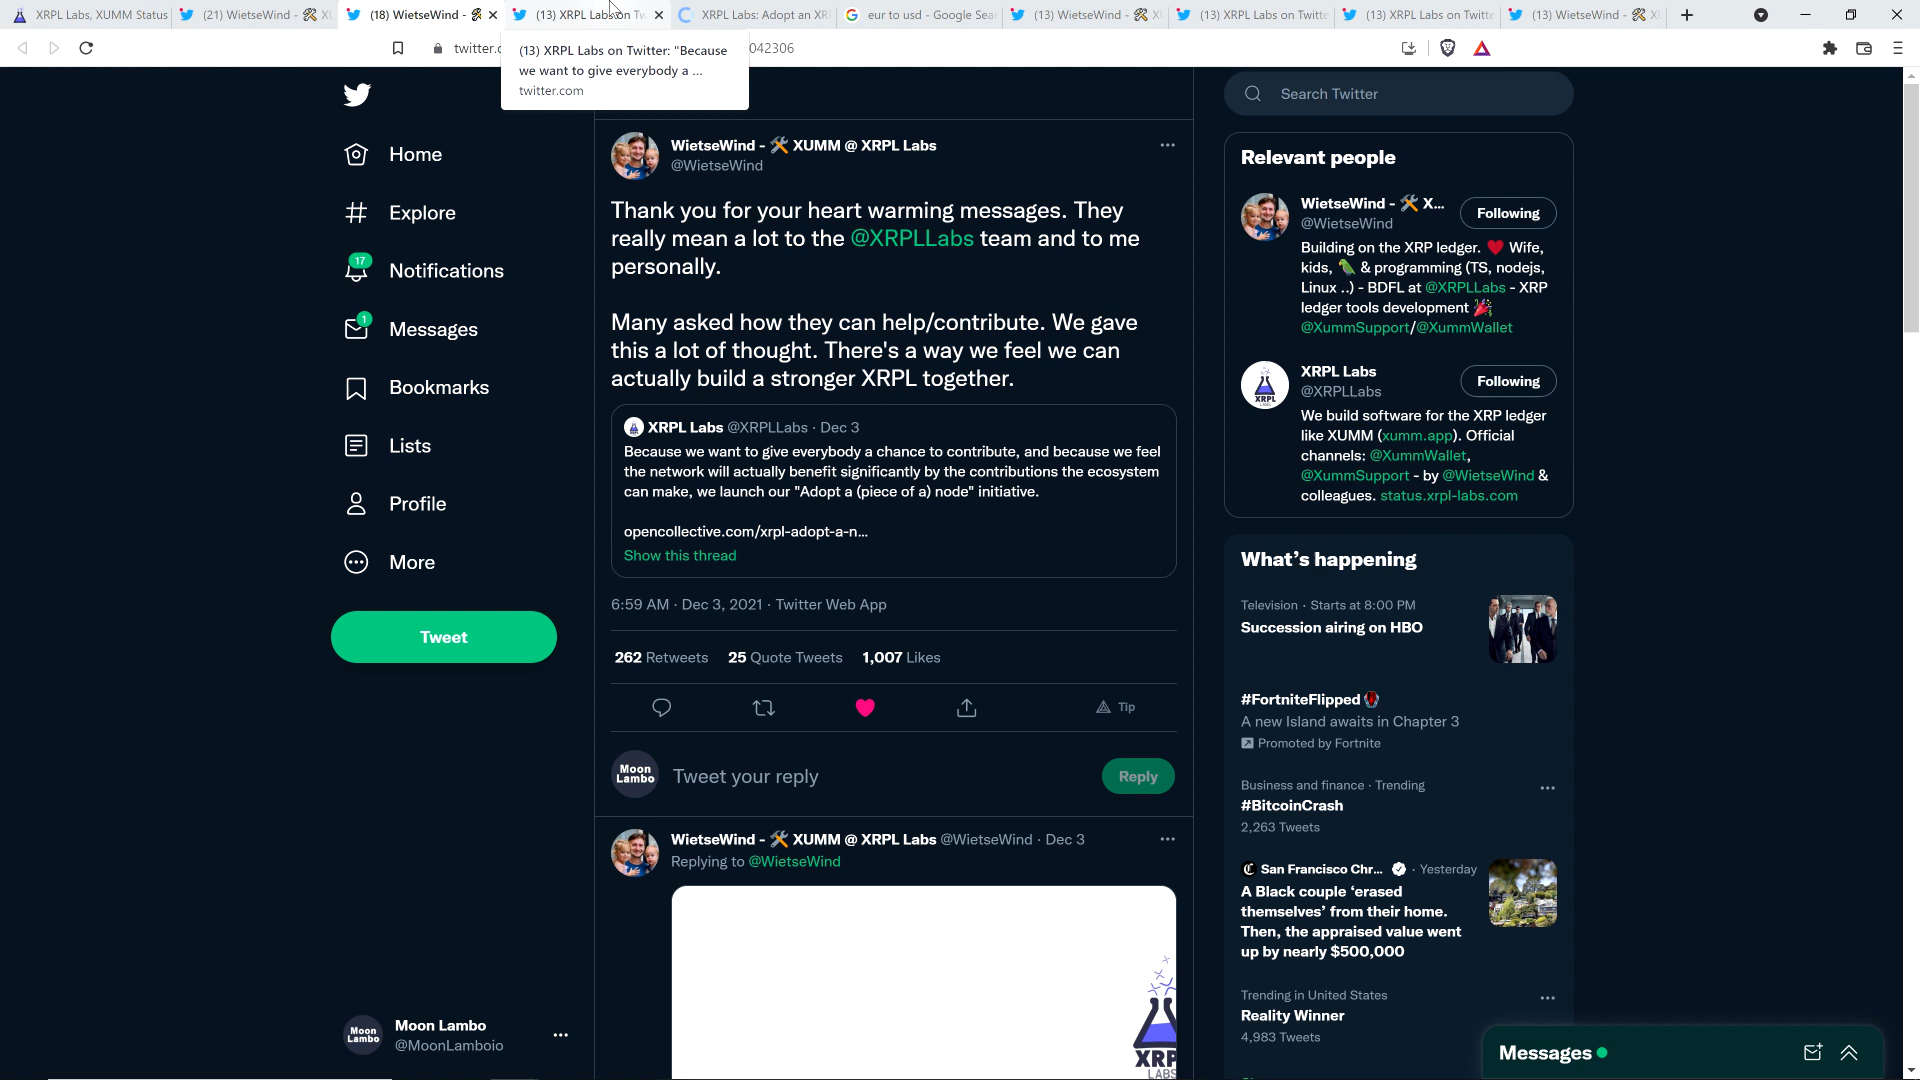 XRPL Labs, XUMM Status
(21) WietseWind - 🛠 XU
(18) WietseWind - 🛠
(13) XRPL Labs on Tw
XRPL Labs: Adopt an XRP
eur to usd - Google Sea
(13) WietseWind - 🛠 XU
(13) XRPL Labs on Twitte
(13) XRPL Labs on Twitte
(13) WietseWind - 🛠 XU
twitter.c
042306
(13) XRPL Labs on Twitter: "Because
we want to give everybody a ...
twitter.com
Home
Explore
17
Notifications
1
Messages
Bookmarks
Lists
Profile
More
Tweet
Moon Lambo
Moon Lambo
@MoonLamboio
WietseWind - 🛠 XUMM @ XRPL Labs
@WietseWind
Thank you for your heart warming messages. They
really mean a lot to the @XRPLLabs team and to me
personally.
Many asked how they can help/contribute. We gave
this a lot of thought. There's a way we feel we can
actually build a stronger XRPL together.
XRPL Labs @XRPLLabs · Dec 3
Because we want to give everybody a chance to contribute, and because we feel
the network will actually benefit significantly by the contributions the ecosystem
can make, we launch our "Adopt a (piece of a) node" initiative.
opencollective.com/xrpl-adopt-a-n...
Show this thread
6:59 AM · Dec 3, 2021 · Twitter Web App
262 Retweets 25 Quote Tweets 1,007 Likes
Tip
Moon
Lambo
Tweet your reply
Reply
WietseWind - 🛠 XUMM @ XRPL Labs @WietseWind · Dec 3
Replying to @WietseWind
XRP
LABS
Search Twitter
Relevant people
WietseWind - 🛠 X...
@WietseWind
Following
Building on the XRP ledger. ❤️ Wife,
kids, 🦜 & programming (TS, nodejs,
Linux ..) - BDFL at @XRPLLabs - XRP
ledger tools development 🎉
@XummSupport/@XummWallet
XRPL
LABS
XRPL Labs
@XRPLLabs
Following
We build software for the XRP ledger
like XUMM (xumm.app). Official
channels: @XummWallet,
@XummSupport - by @WietseWind &
colleagues. status.xrpl-labs.com
What's happening
Television · Starts at 8:00 PM
Succession airing on HBO
#FortniteFlipped
A new Island awaits in Chapter 3
Promoted by Fortnite
Business and finance · Trending
#BitcoinCrash
2,263 Tweets
San Francisco Chr... · Yesterday
A Black couple ‘erased
themselves’ from their home.
Then, the appraised value went
up by nearly $500,000
Trending in United States
Reality Winner
4,983 Tweets
Messages